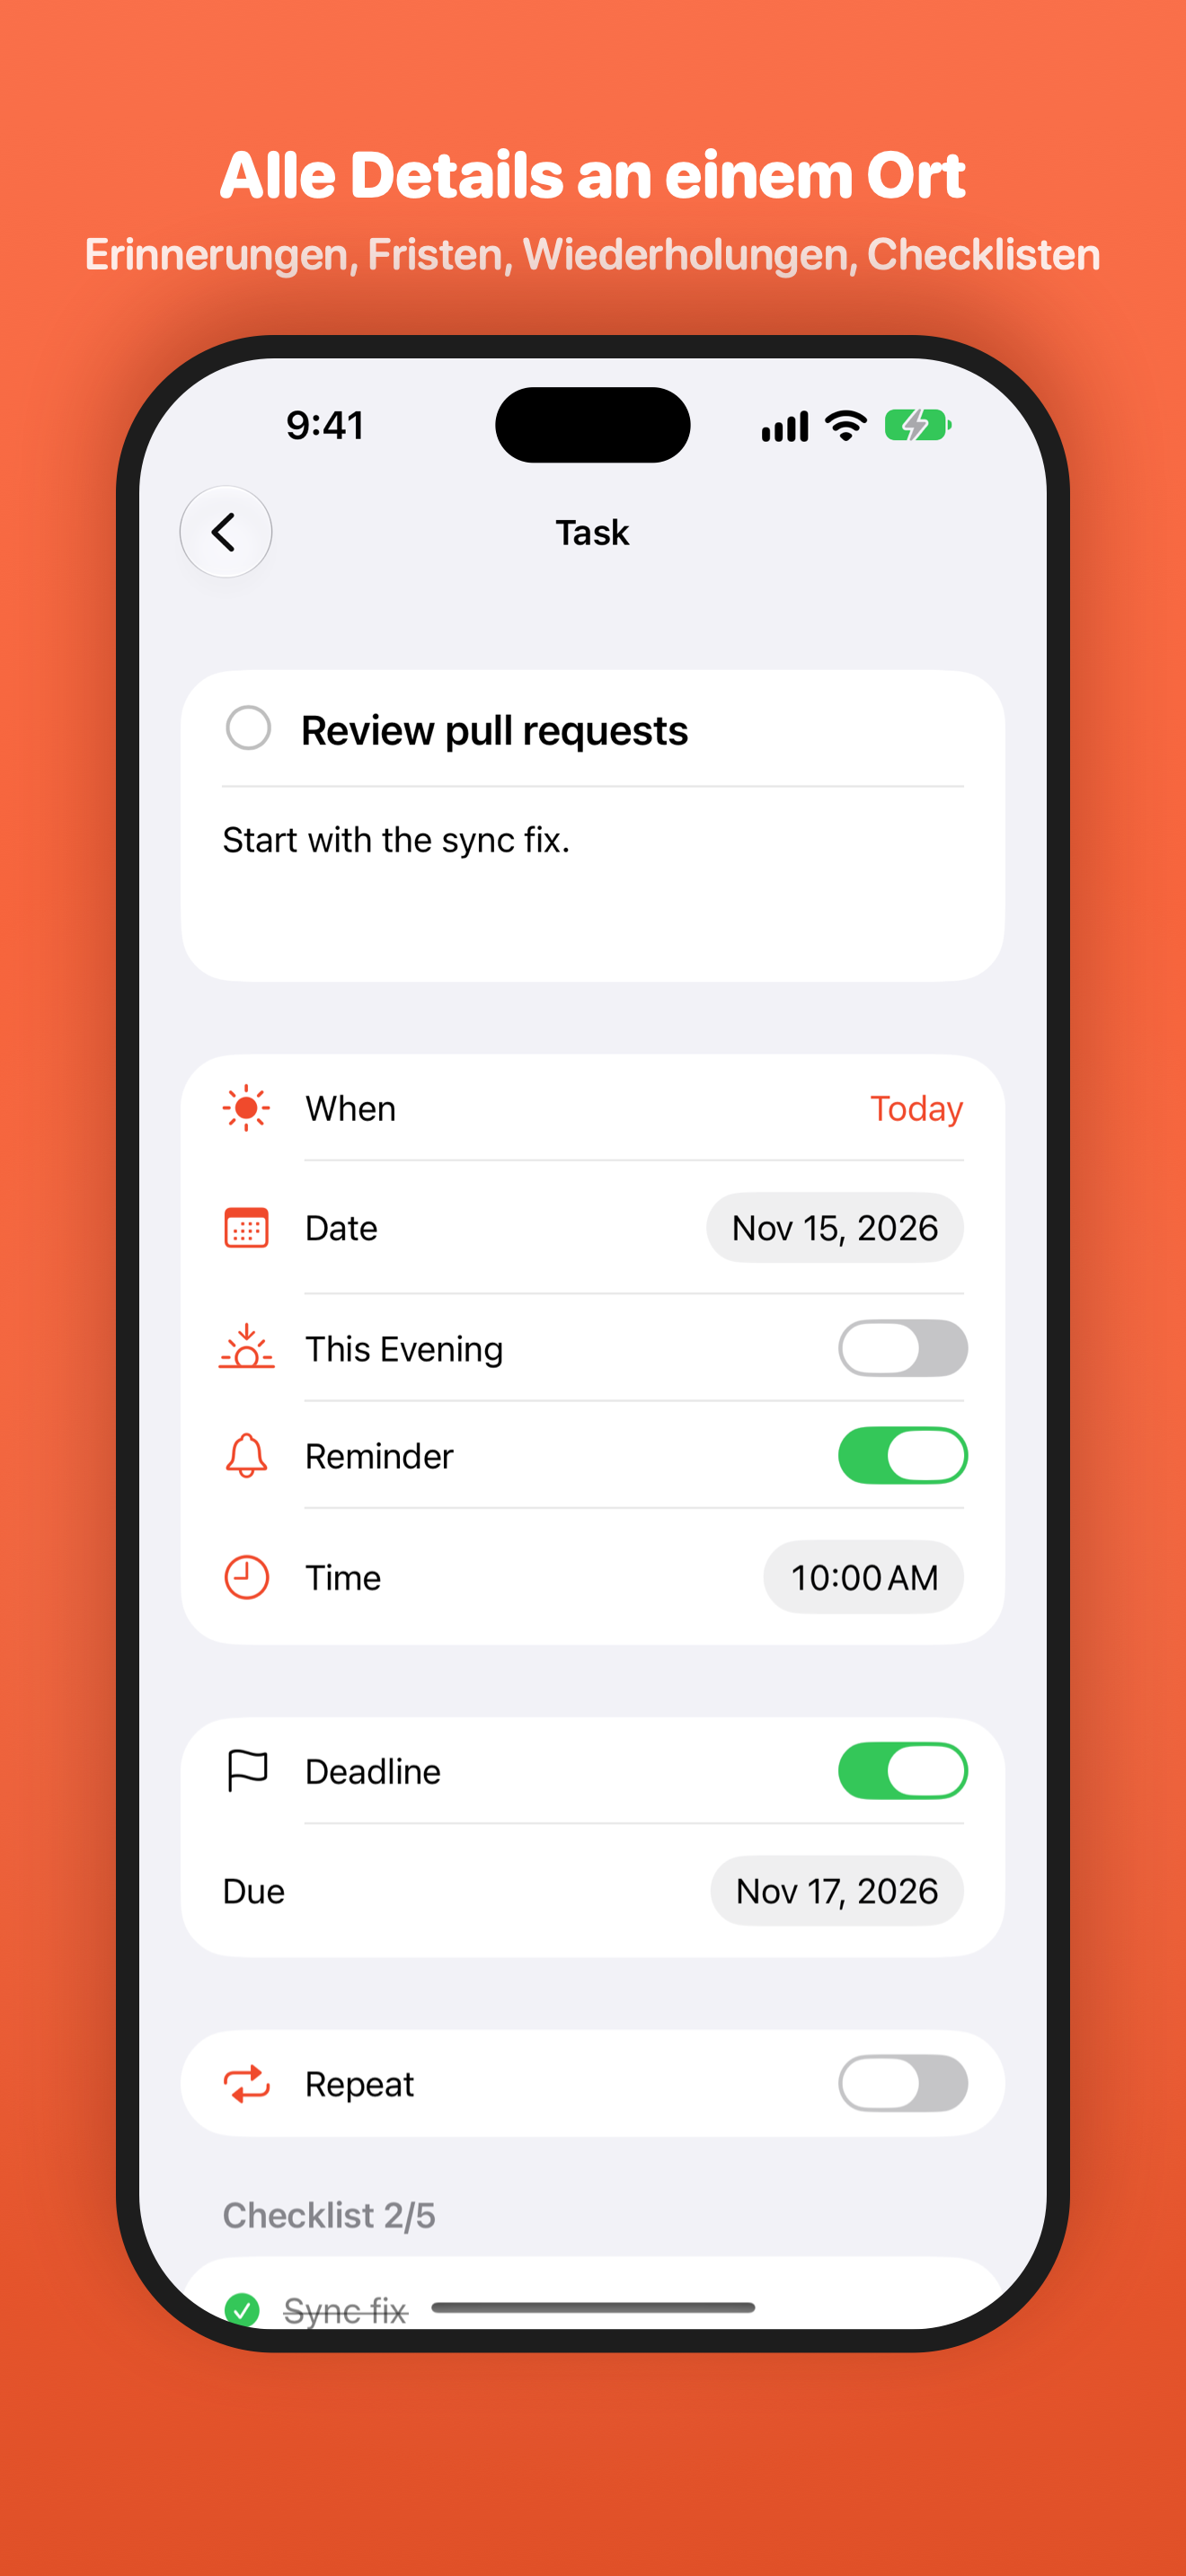 Alle Details an einem Ort
Erinnerungen, Fristen, Wiederholungen, Checklisten
9:41
Task
Review pull requests
Start with the sync fix.
When Today
Date Nov 15, 2026
This Evening
Reminder
Time 10:00 AM
Deadline
Due Nov 17, 2026
Repeat
Checklist 2/5
Sync fix